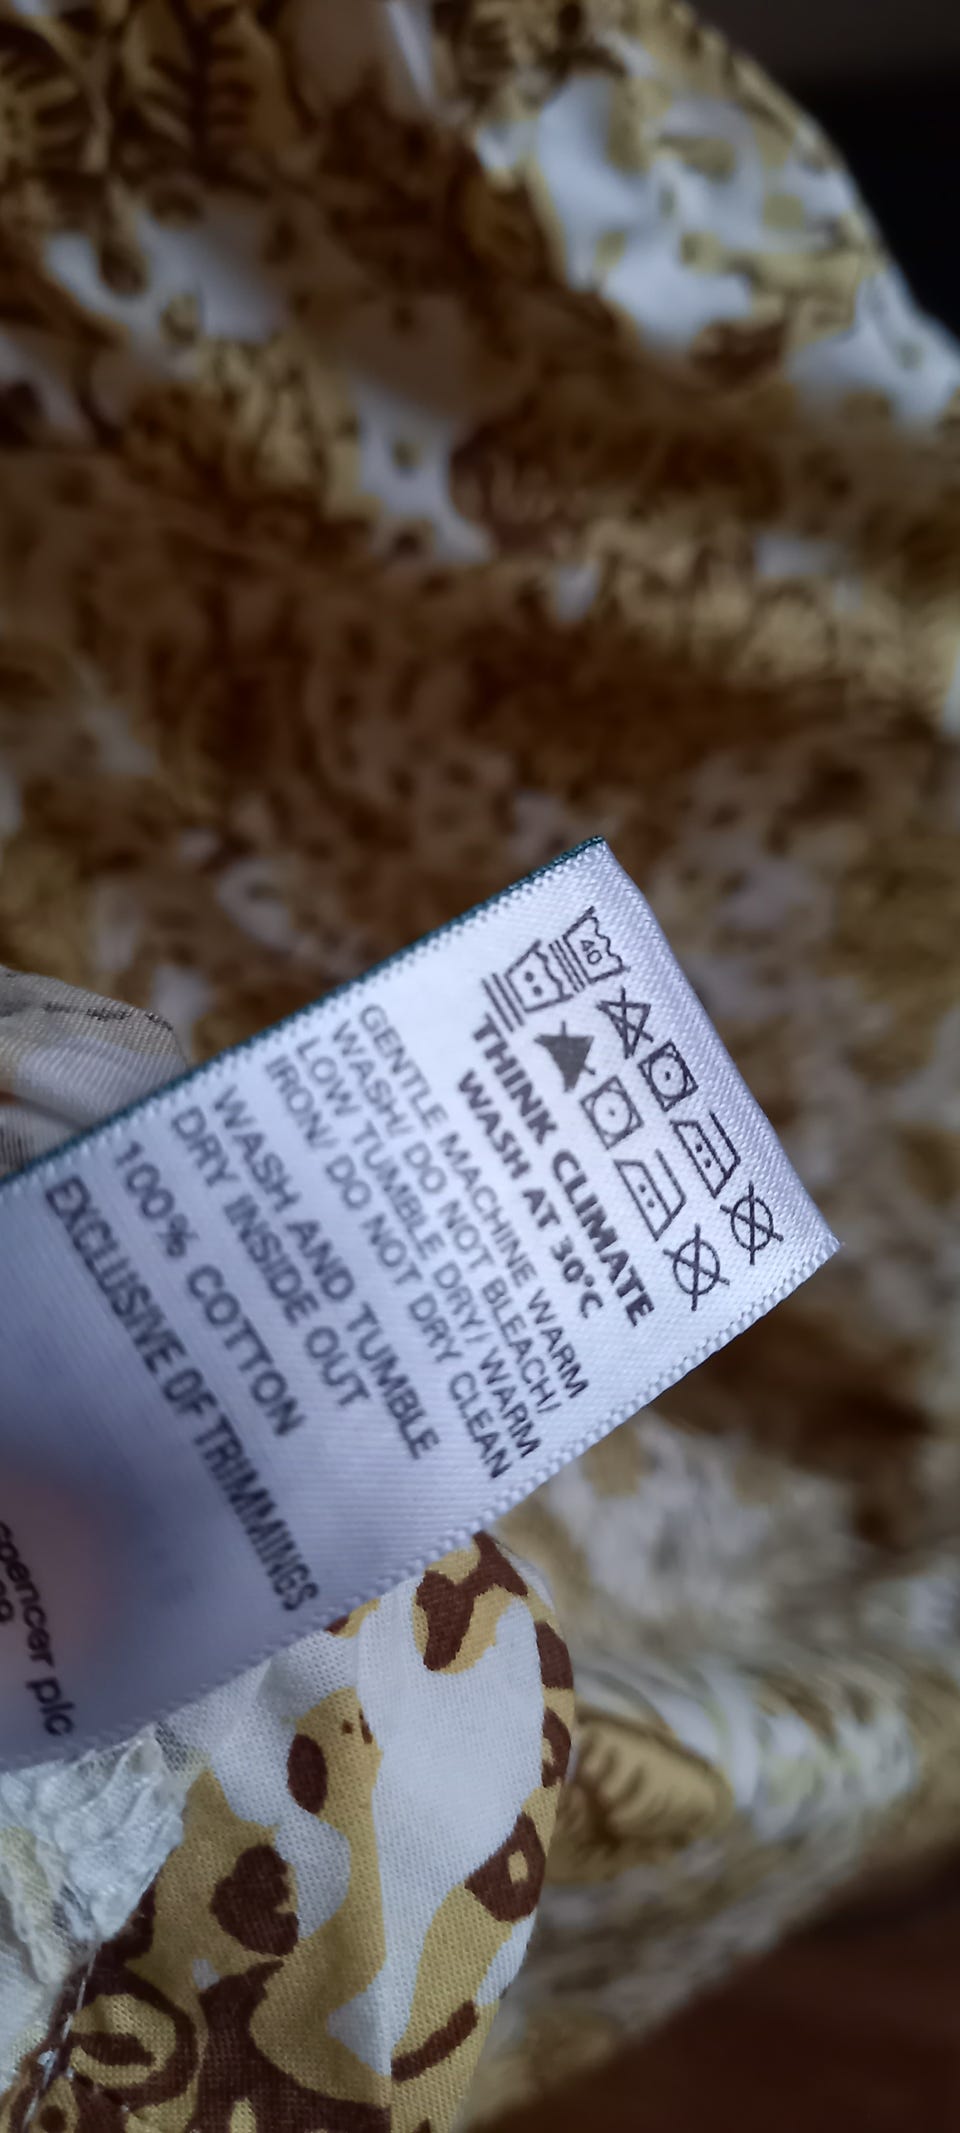 40
THINK CLIMATE
WASH AT 30°C
GENTLE MACHINE WARM
WASH/ DO NOT BLEACH/
LOW TUMBLE DRY/ WARM
IRON/ DO NOT DRY CLEAN
WASH AND TUMBLE
DRY INSIDE OUT
100% COTTON
EXCLUSIVE OF TRIMMINGS
spencer plc